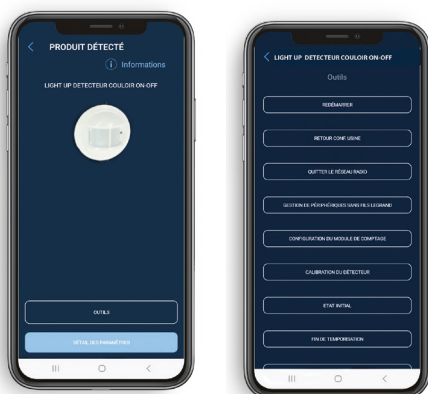 PRODUIT DÉTECTÉ
Informations
LIGHT UP DETECTEUR COULOIR ON-OFF
OUTILS
DÉTAIL DES PARAMÈTRES
LIGHT UP DETECTEUR COULOIR ON-OFF
Outils
REDÉMARRER
RETOUR CONF. USINE
QUITTER LE RÉSEAU RADIO
GESTION DE PÉRIPHÉRIQUES SANS FILS LEGRAND
CONFIGURATION DU MODULE DE COMPTAGE
CALIBRATION DU DÉTECTEUR
ETAT INITIAL
FIN DE TEMPORISATION